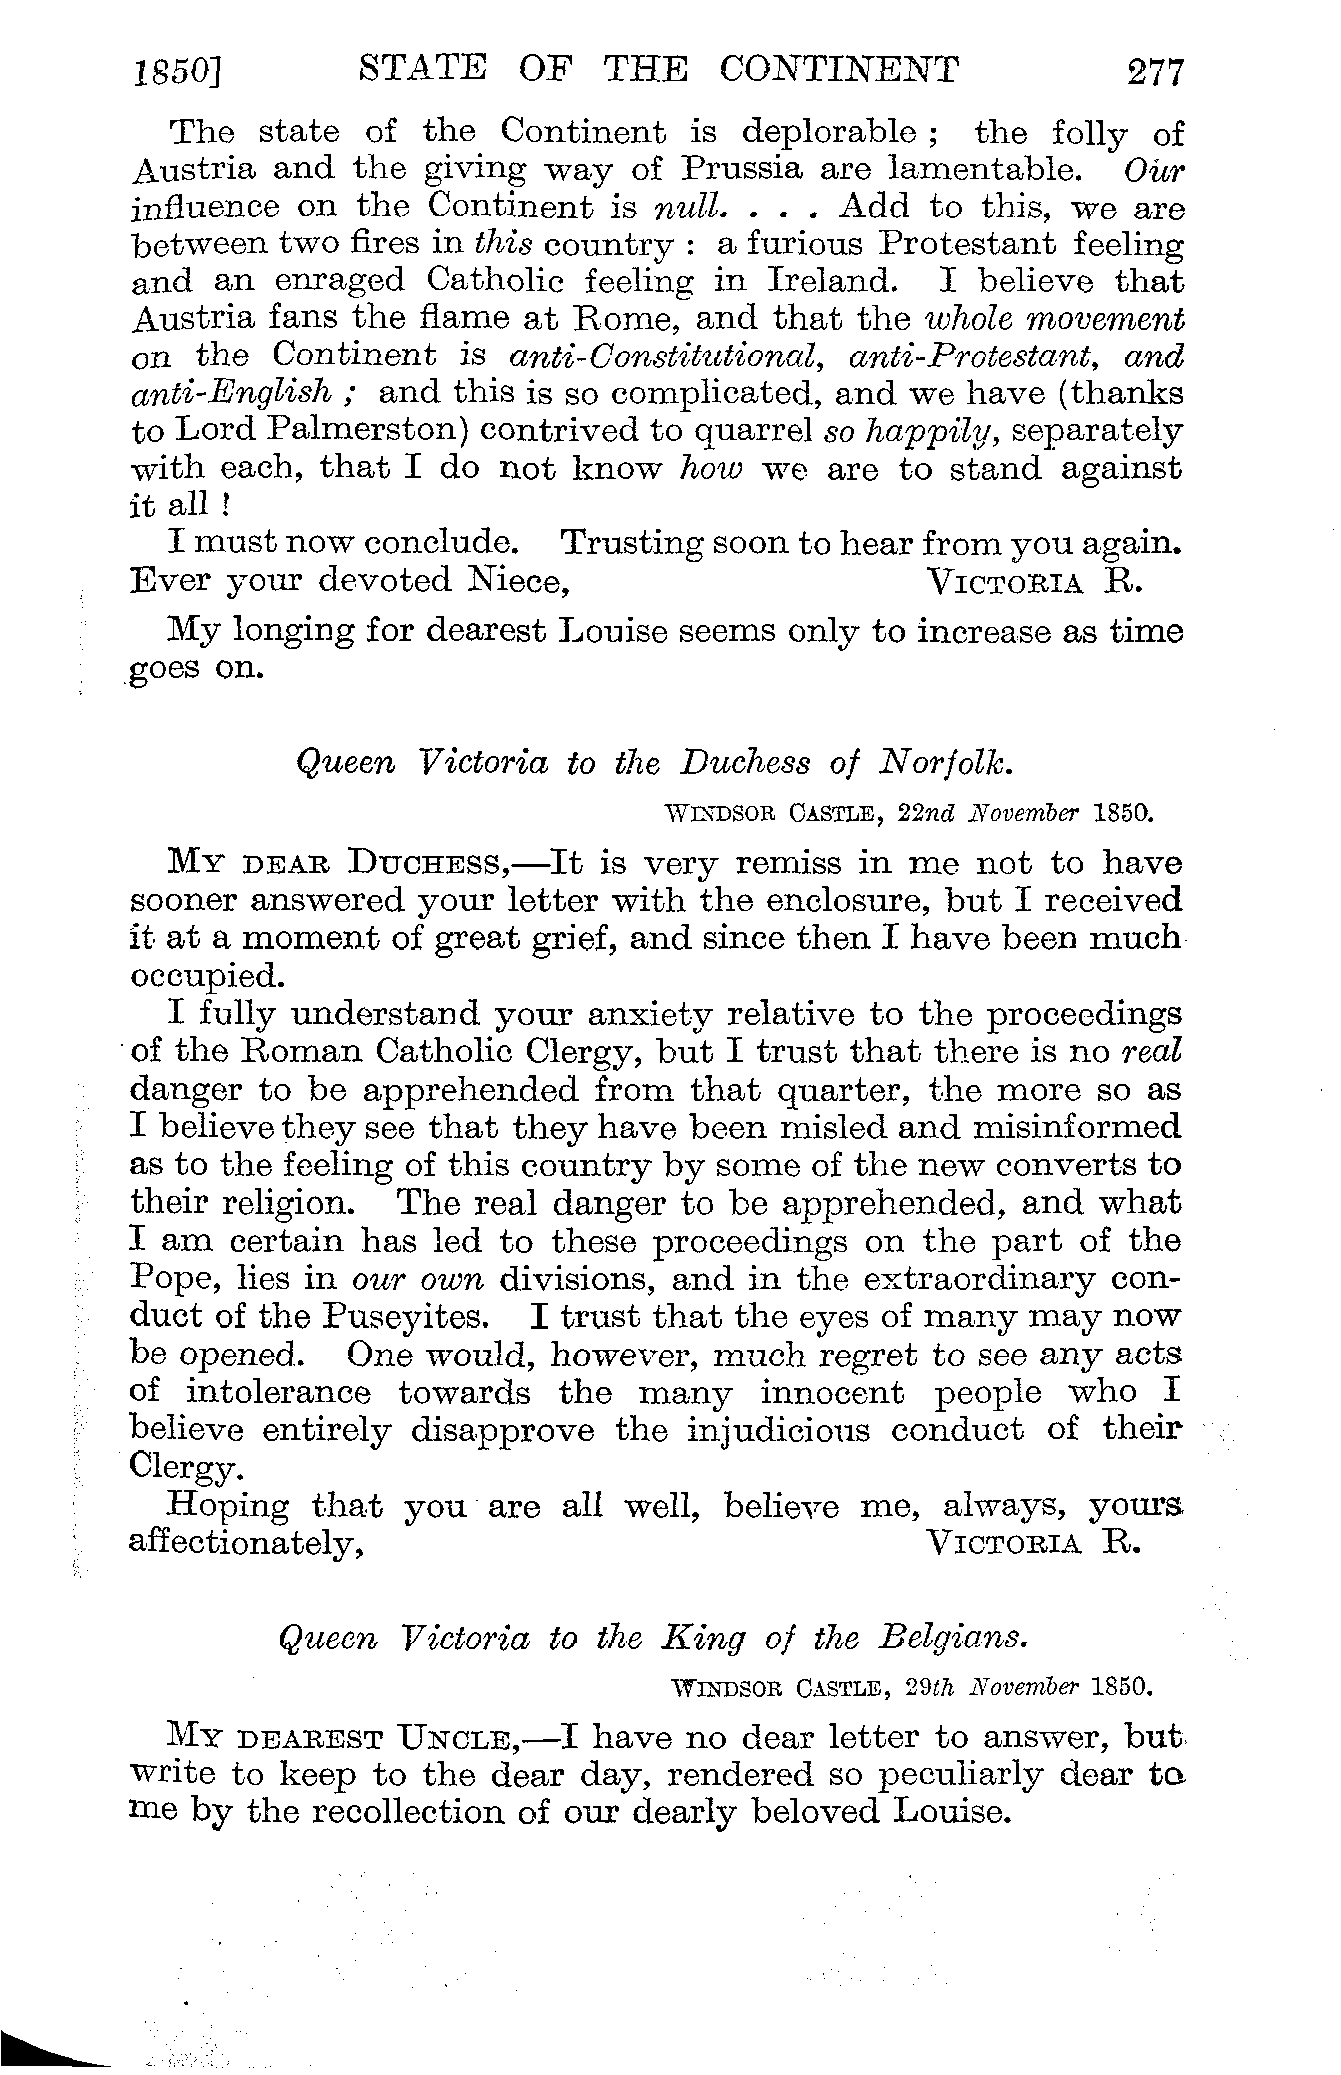 1850] STATE OF THE CONTINENT 277
The state of the Continent is deplorable ; the folly of
Austria and the giving way of Prussia are lamentable. Our
influence on the Continent is null. . . . Add to this, we are
between two fires in this country : a furious Protestant feeling
and an enraged Catholic feeling in Ireland. I believe that
Austria fans the flame at Rome, and that the whole movement
on the Continent is anti-Constitutional, anti-Protestant, and
anti-English ; and this is so complicated, and we have (thanks
to Lord Palmerston) contrived to quarrel so happily, separately
with each, that I do not know how we are to stand against
it all !
I must now conclude. Trusting soon to hear from you again.
Ever your devoted Niece, VICTORIA R.
My longing for dearest Louise seems only to increase as time
goes on.
Queen Victoria to the Duchess of Norfolk.
WINDSOR CASTLE, 22nd November 1850.
MY DEAR DUCHESS,—It is very remiss in me not to have
sooner answered your letter with the enclosure, but I received
it at a moment of great grief, and since then I have been much
occupied.
I fully understand your anxiety relative to the proceedings
of the Roman Catholic Clergy, but I trust that there is no real
danger to be apprehended from that quarter, the more so as
I believe they see that they have been misled and misinformed
as to the feeling of this country by some of the new converts to
their religion. The real danger to be apprehended, and what
I am certain has led to these proceedings on the part of the
Pope, lies in our own divisions, and in the extraordinary con-
duct of the Puseyites. I trust that the eyes of many may now
be opened. One would, however, much regret to see any acts
of intolerance towards the many innocent people who I
believe entirely disapprove the injudicious conduct of their
Clergy.
Hoping that you are all well, believe me, always, yours
affectionately, VICTORIA R.
Queen Victoria to the King of the Belgians.
WINDSOR CASTLE, 29th November 1850.
MY DEAREST UNCLE,—I have no dear letter to answer, but
write to keep to the dear day, rendered so peculiarly dear to
me by the recollection of our dearly beloved Louise.